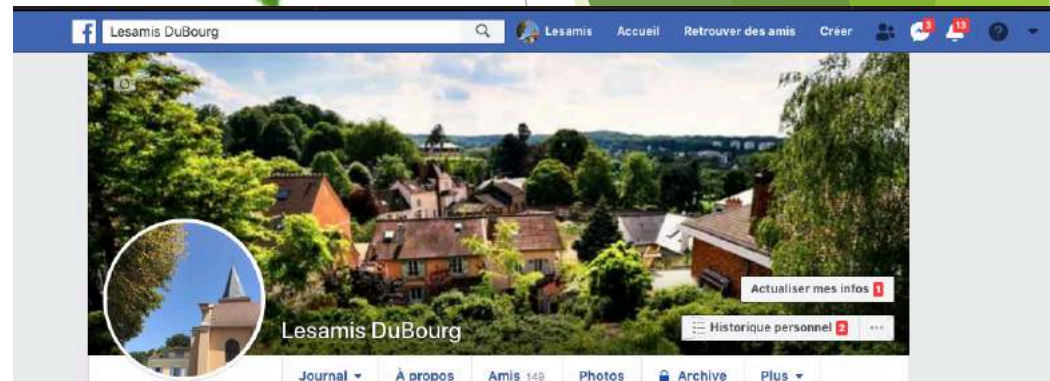 f Lesamis DuBourg Lesamis Accueil Retrouver des amis Créer 3 13 ?
Actualiser mes infos 1
Lesamis DuBourg Historique personnel 2 ...
Journal À propos Amis 149 Photos Archive Plus